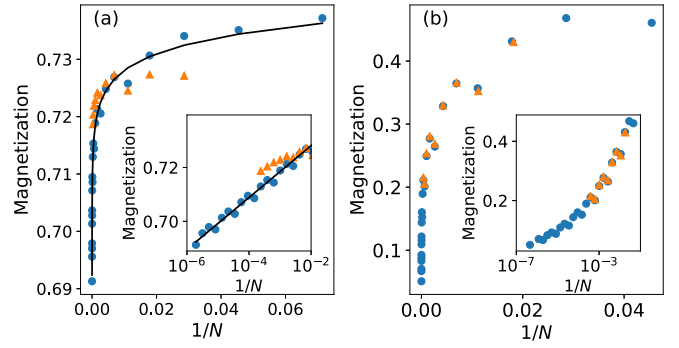 (a)
Magnetization
0.73
0.72
0.71
0.70
0.69
0.00
0.02
0.04
0.06
1/N
Magnetization
0.72
0.70
10⁻⁶
10⁻⁴
10⁻²
1/N
(b)
Magnetization
0.4
0.3
0.2
0.1
0.00
0.02
0.04
1/N
Magnetization
0.4
0.2
10⁻⁷
10⁻³
1/N